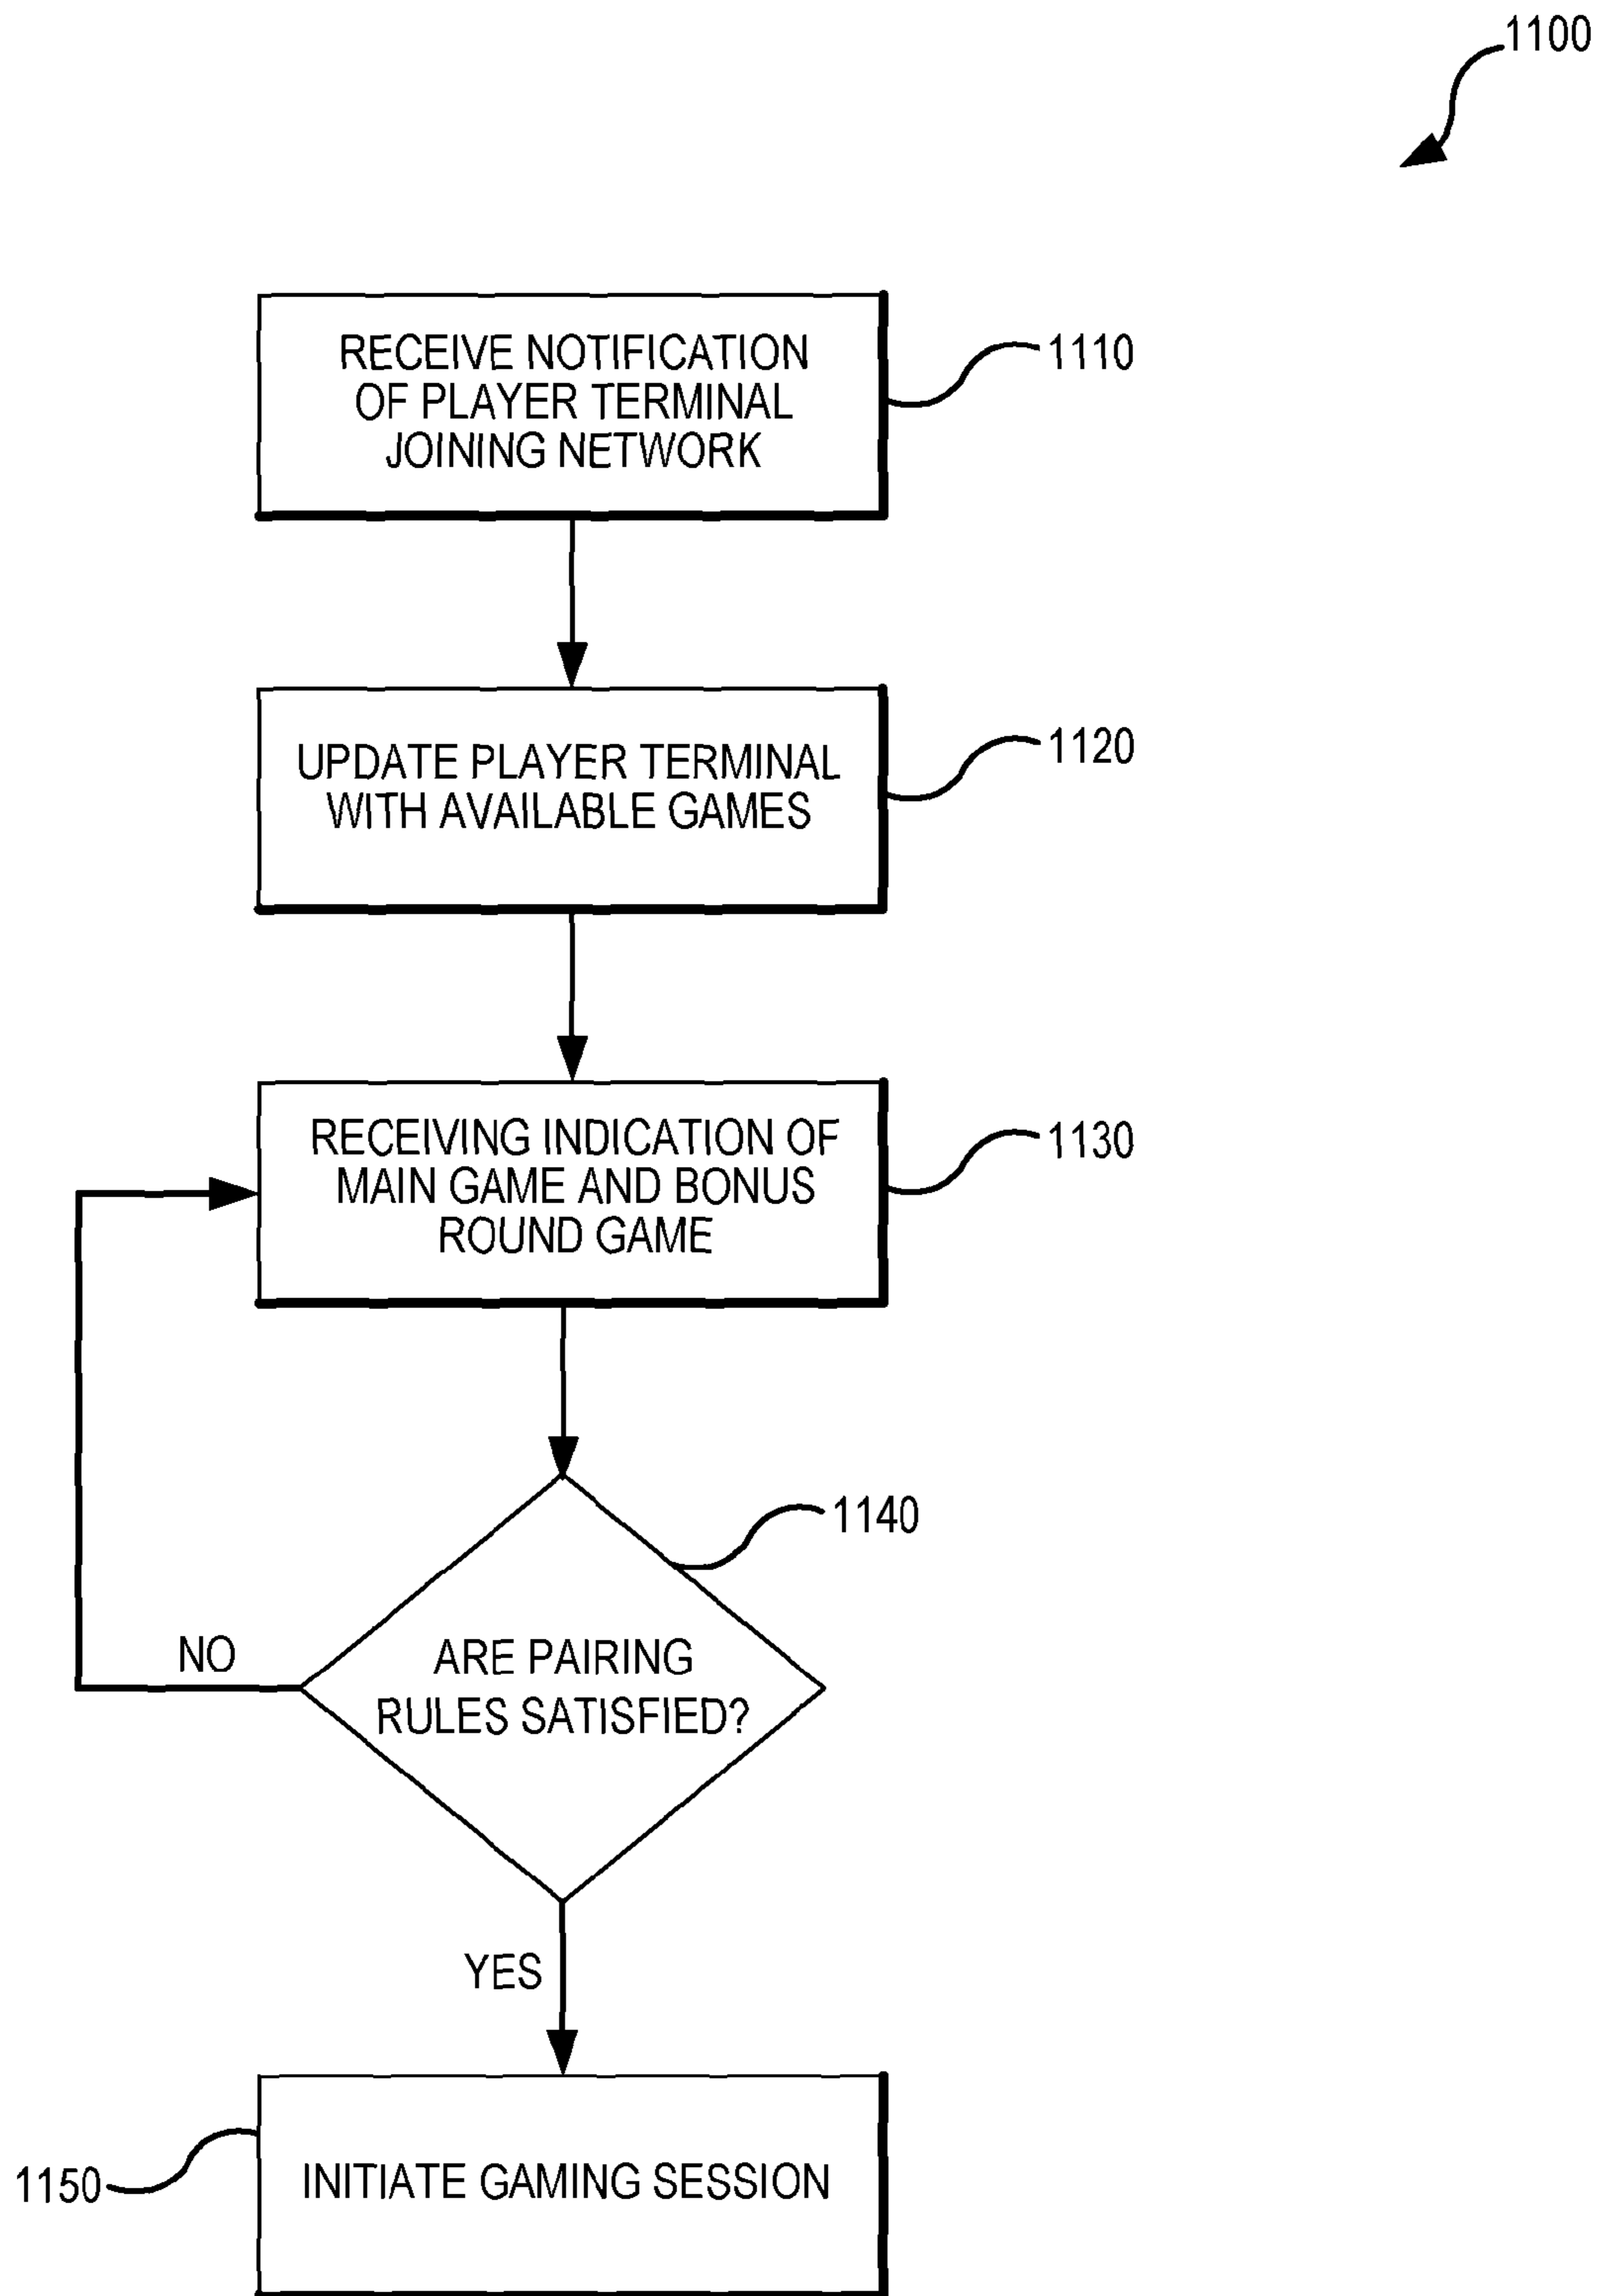 1100
RECEIVE NOTIFICATION
OF PLAYER TERMINAL
JOINING NETWORK
1110
UPDATE PLAYER TERMINAL
WITH AVAILABLE GAMES
1120
RECEIVING INDICATION OF
MAIN GAME AND BONUS
ROUND GAME
1130
ARE PAIRING
RULES SATISFIED?
1140
NO
YES
INITIATE GAMING SESSION
1150